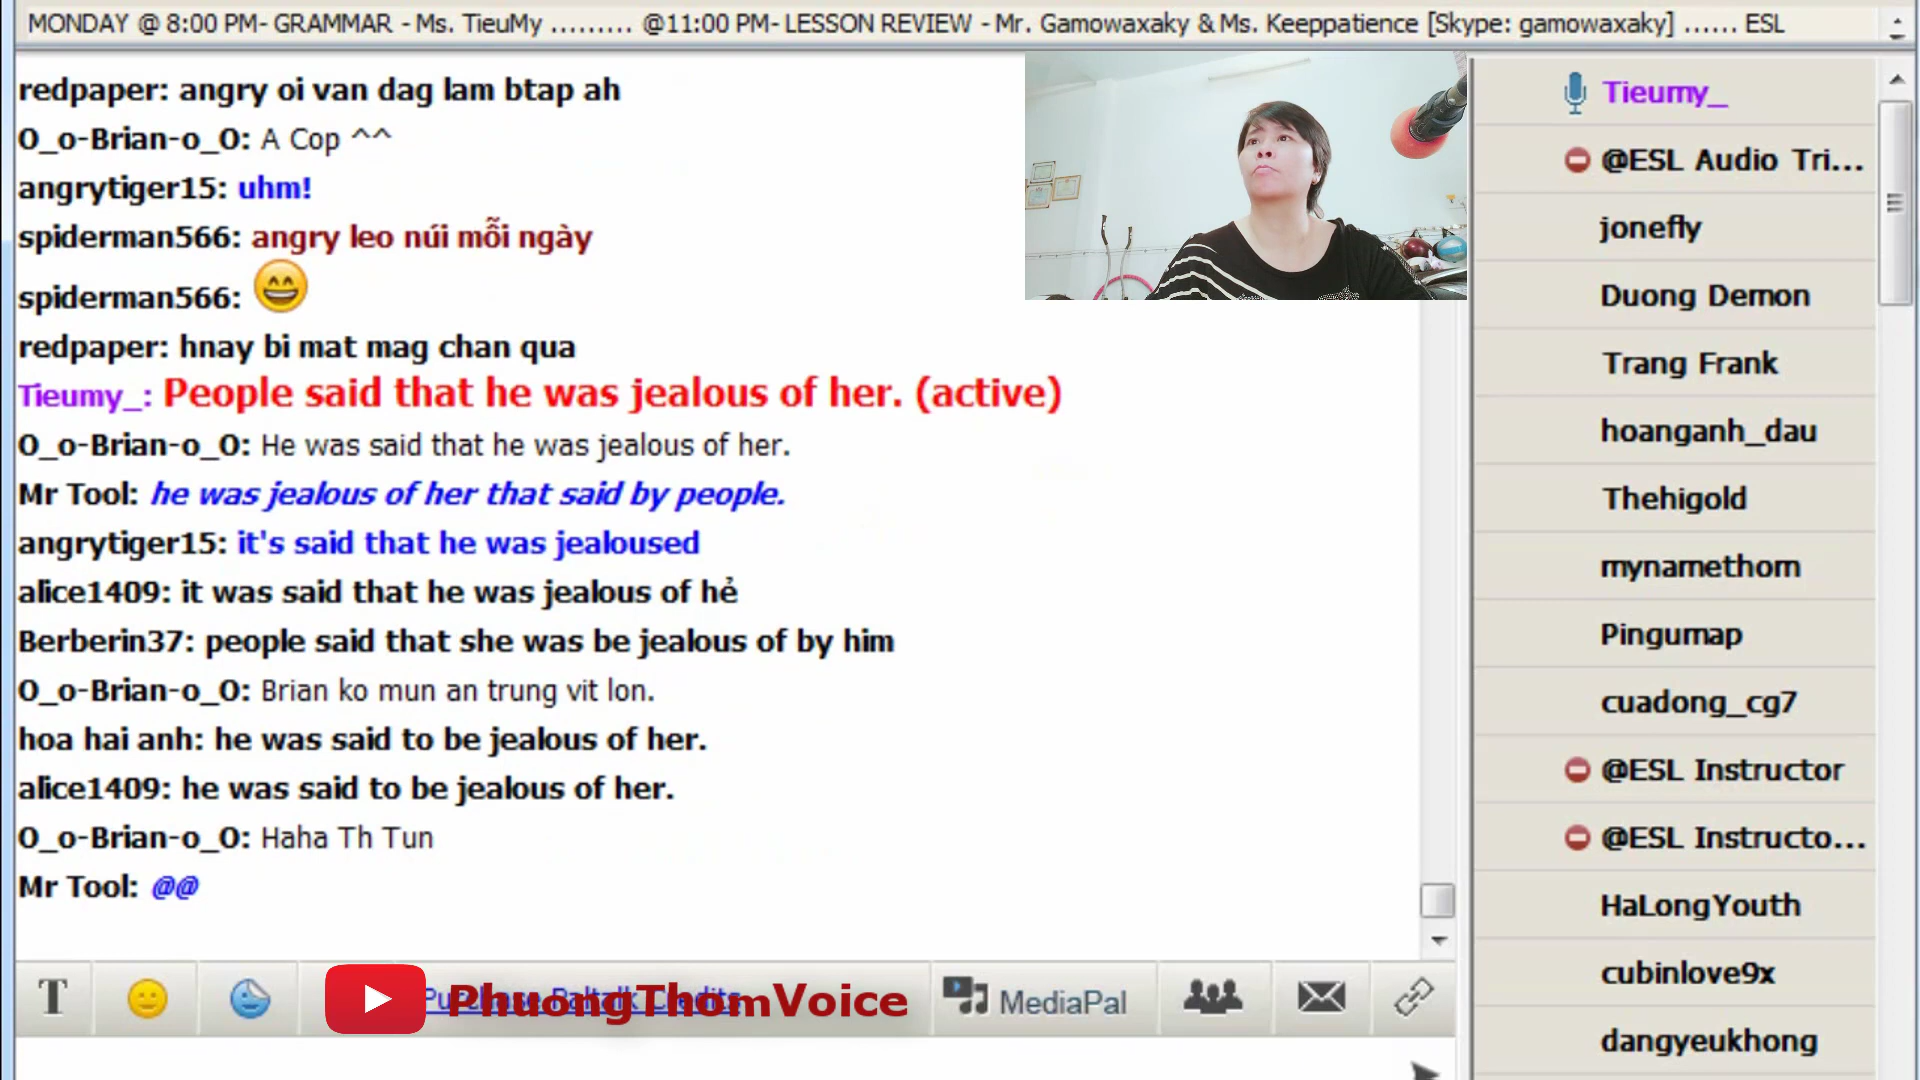 MONDAY @ 8:00 PM- GRAMMAR - Ms. TieuMy ......... @11:00 PM- LESSON REVIEW - Mr. Gamowaxaky & Ms. Keeppatience [Skype: gamowaxaky] ...... ESL
redpaper: angry oi van dag lam btap ah
O_o-Brian-o_O: A Cop ^^
angrytiger15: uhm!
spiderman566: angry leo núi mỗi ngày
spiderman566:
redpaper: hnay bi mat mag chan qua
Tieumy_: People said that he was jealous of her. (active)
O_o-Brian-o_O: He was said that he was jealous of her.
Mr Tool: he was jealous of her that said by people.
angrytiger15: it's said that he was jealoused
alice1409: it was said that he was jealous of hẻ
Berberin37: people said that she was be jealous of by him
O_o-Brian-o_O: Brian ko mun an trung vit lon.
hoa hai anh: he was said to be jealous of her.
alice1409: he was said to be jealous of her.
O_o-Brian-o_O: Haha Th Tun
Mr Tool: @@
T
Purchase Paltalk Credits
PhuongThomVoice
MediaPal
Tieumy_
@ESL Audio Tri...
jonefly
Duong Demon
Trang Frank
hoanganh_dau
Thehigold
mynamethom
Pingumap
cuadong_cg7
@ESL Instructor
@ESL Instructo...
HaLongYouth
cubinlove9x
dangyeukhong